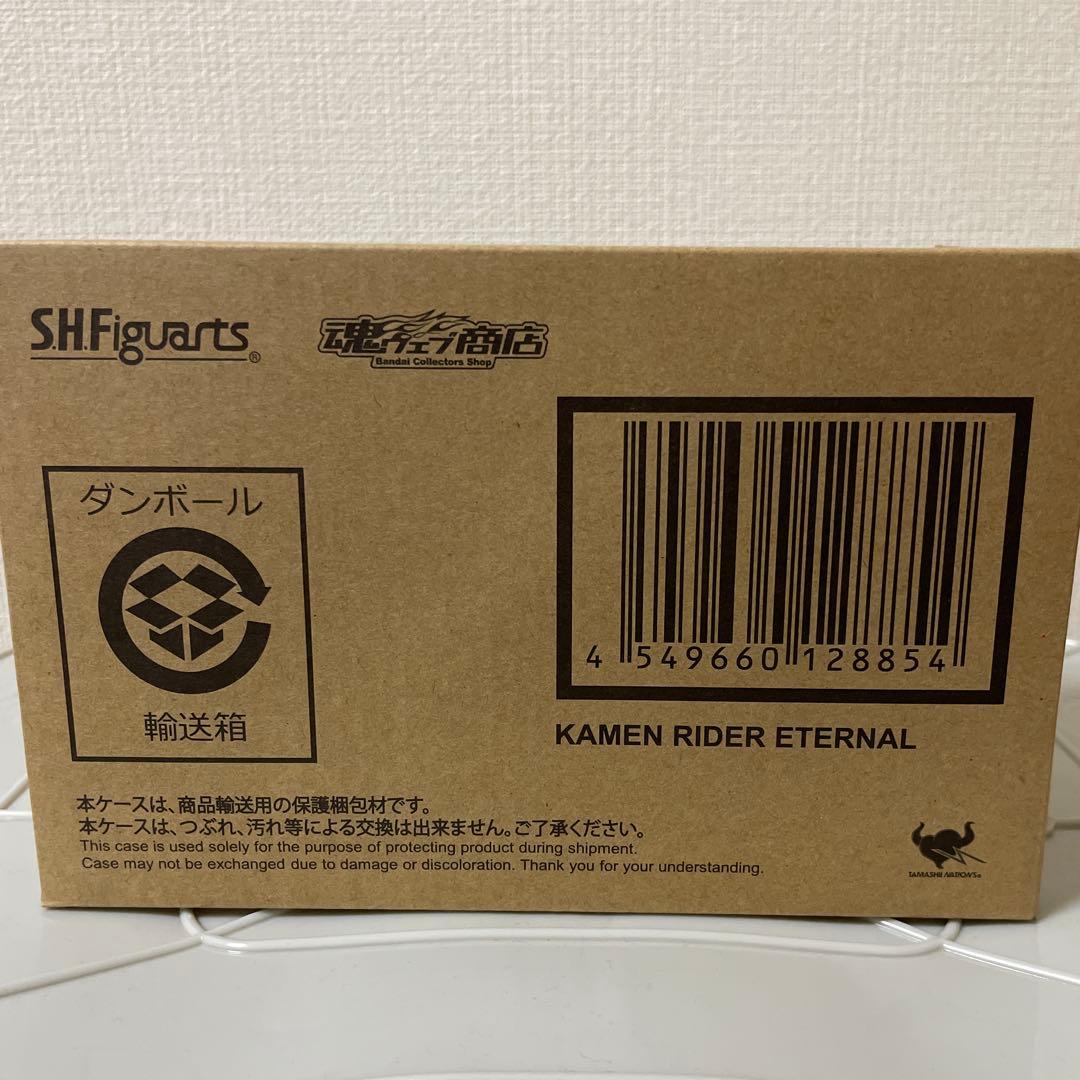 S.H.Figuarts®
魂ウェブ商店
Bandai Collectors Shop
ダンボール
輸送箱
4 549660 128854
KAMEN RIDER ETERNAL
本ケースは、商品輸送用の保護梱包材です。
本ケースは、つぶれ、汚れ等による交換は出来ません。ご了承ください。
This case is used solely for the purpose of protecting product during shipment.
Case may not be exchanged due to damage or discoloration. Thank you for your understanding.
TAMASHII NATIONS®